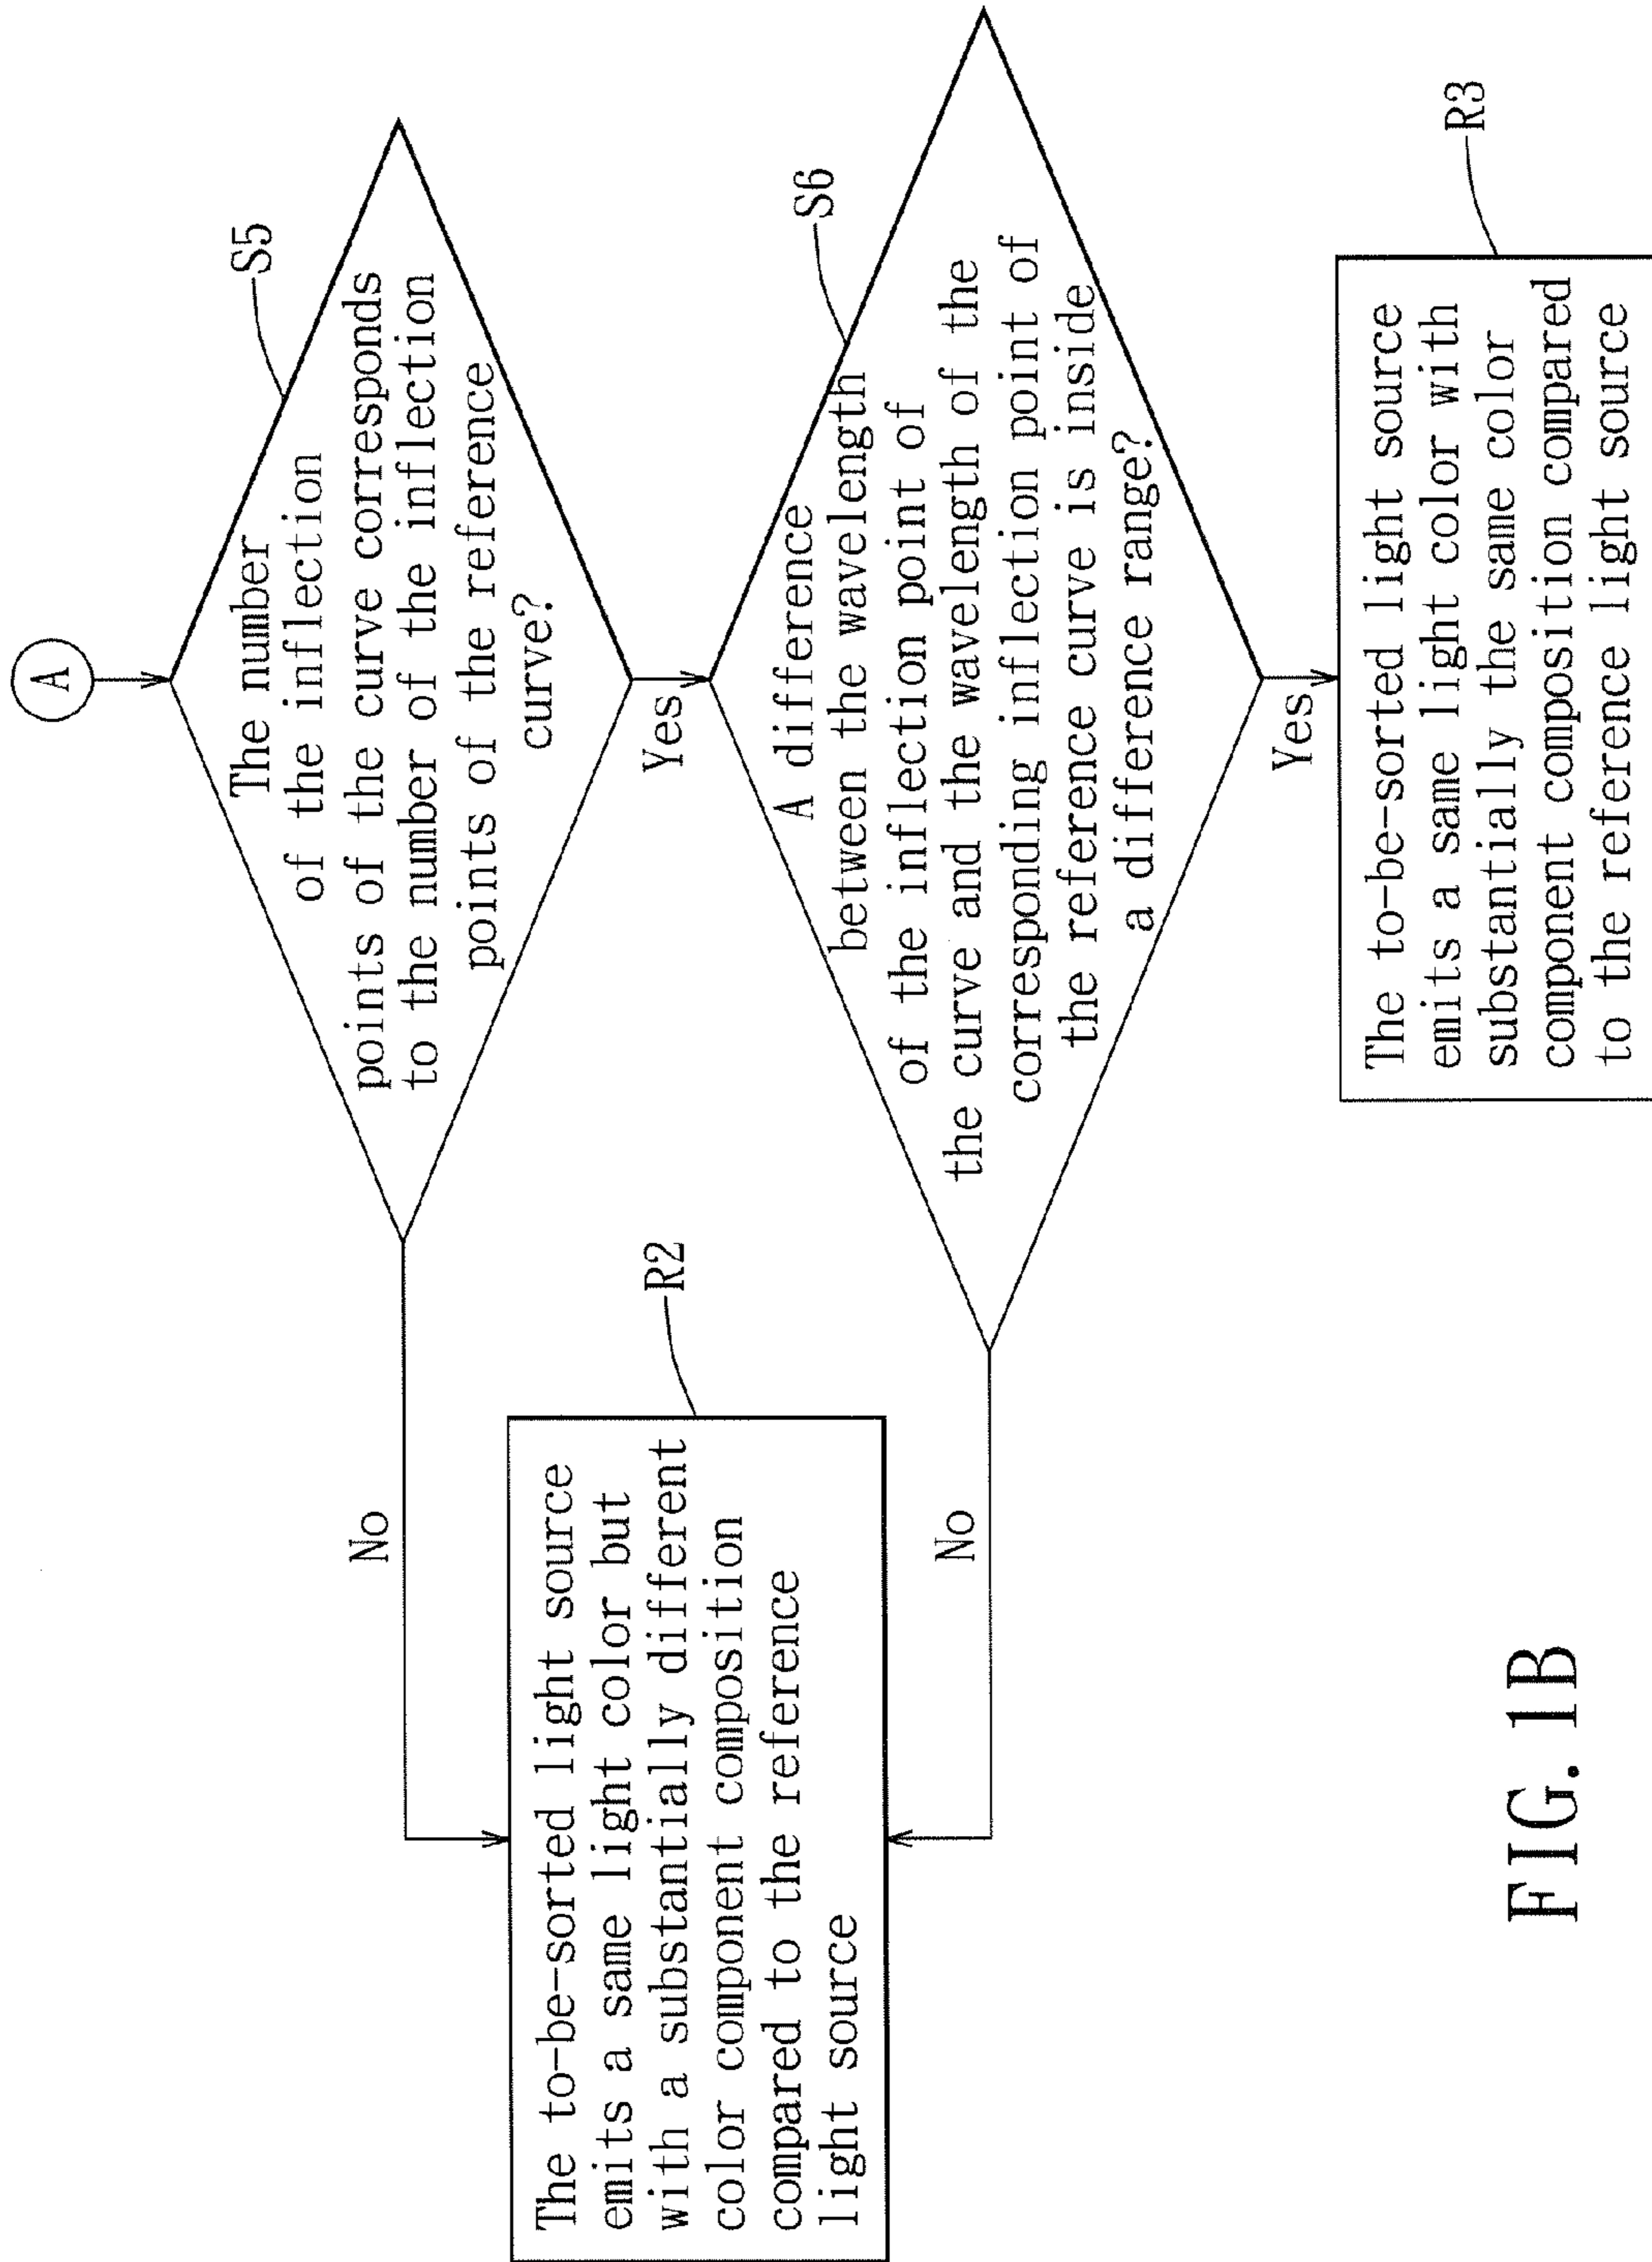 A
The number
of the inflection
points of the curve corresponds
to the number of the inflection
points of the reference
curve?
S5
No
Yes
A difference
between the wavelength
of the inflection point of
the curve and the wavelength of the
corresponding inflection point of
the reference curve is inside
a difference range?
S6
No
Yes
The to-be-sorted light source
emits a same light color but
with a substantially different
color component composition
compared to the reference
light source
R2
The to-be-sorted light source
emits a same light color with
substantially the same color
component composition compared
to the reference light source
R3
FIG. 1B